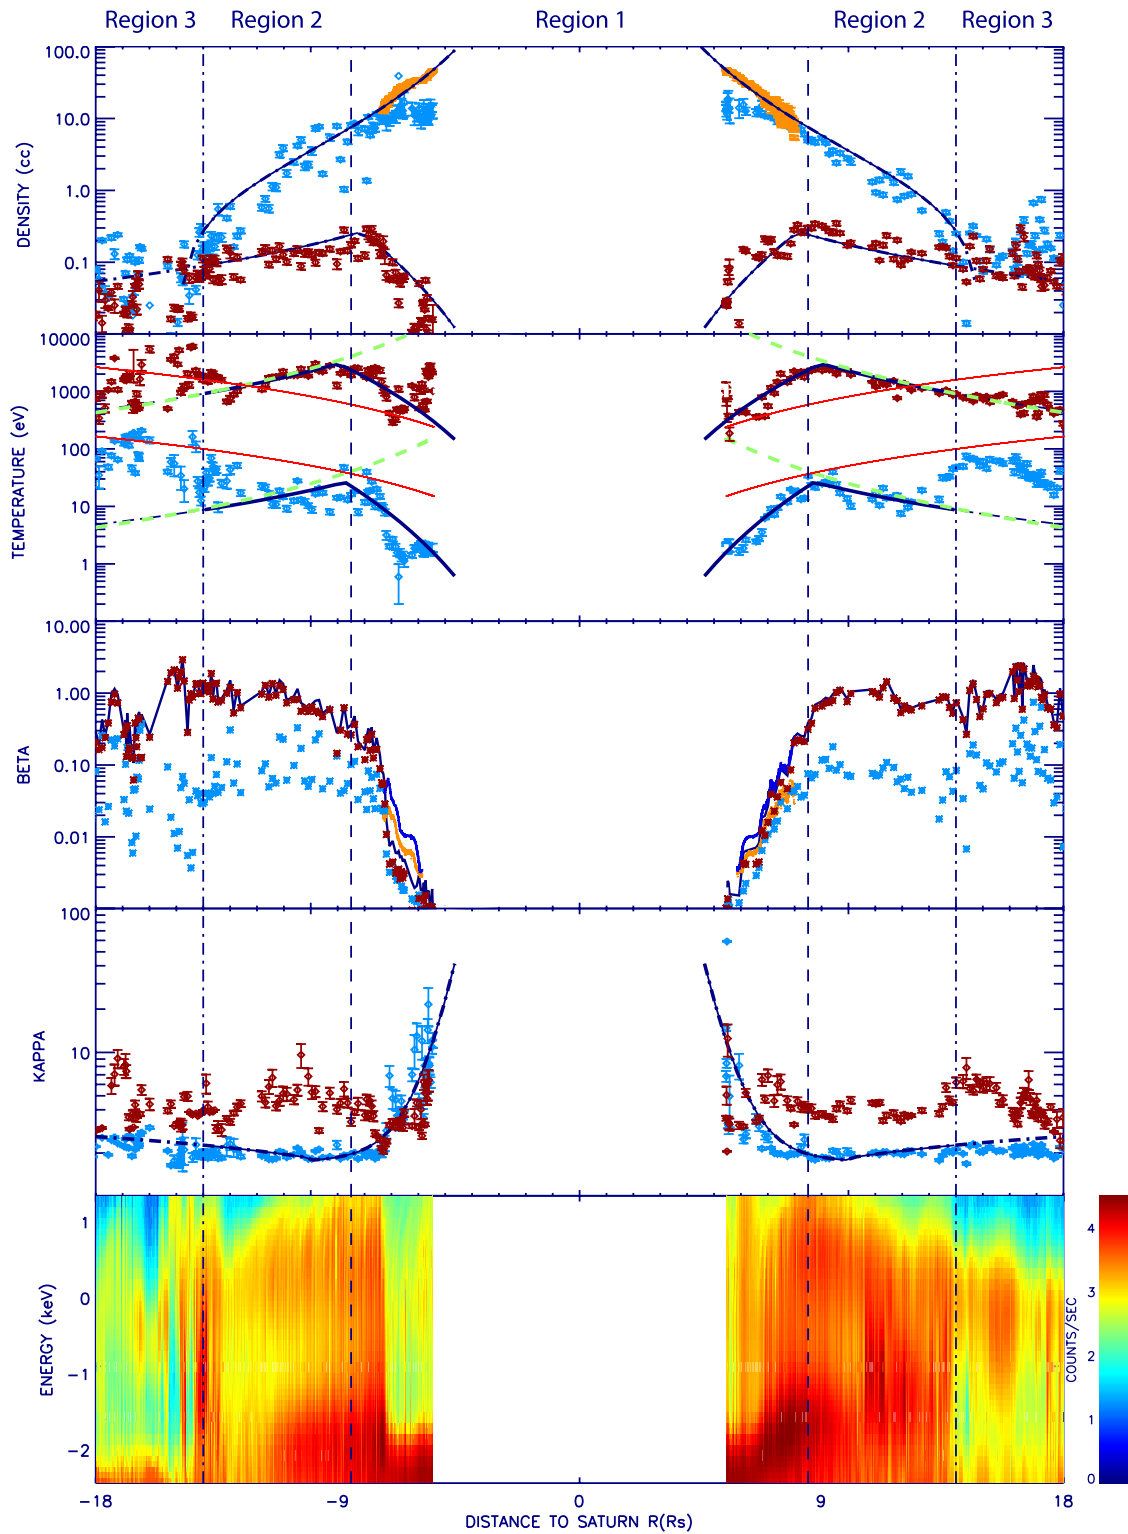 Region 3 Region 2 Region 1 Region 2 Region 3
100.0
10.0
1.0
0.1
DENSITY (cc)
10000
1000
100
10
1
TEMPERATURE (eV)
10.00
1.00
0.10
0.01
BETA
100
10
KAPPA
1
0
−1
−2
ENERGY (keV)
4
3
2
1
0
COUNTS/SEC
−18 −9 0 9 18
DISTANCE TO SATURN R(Rs)